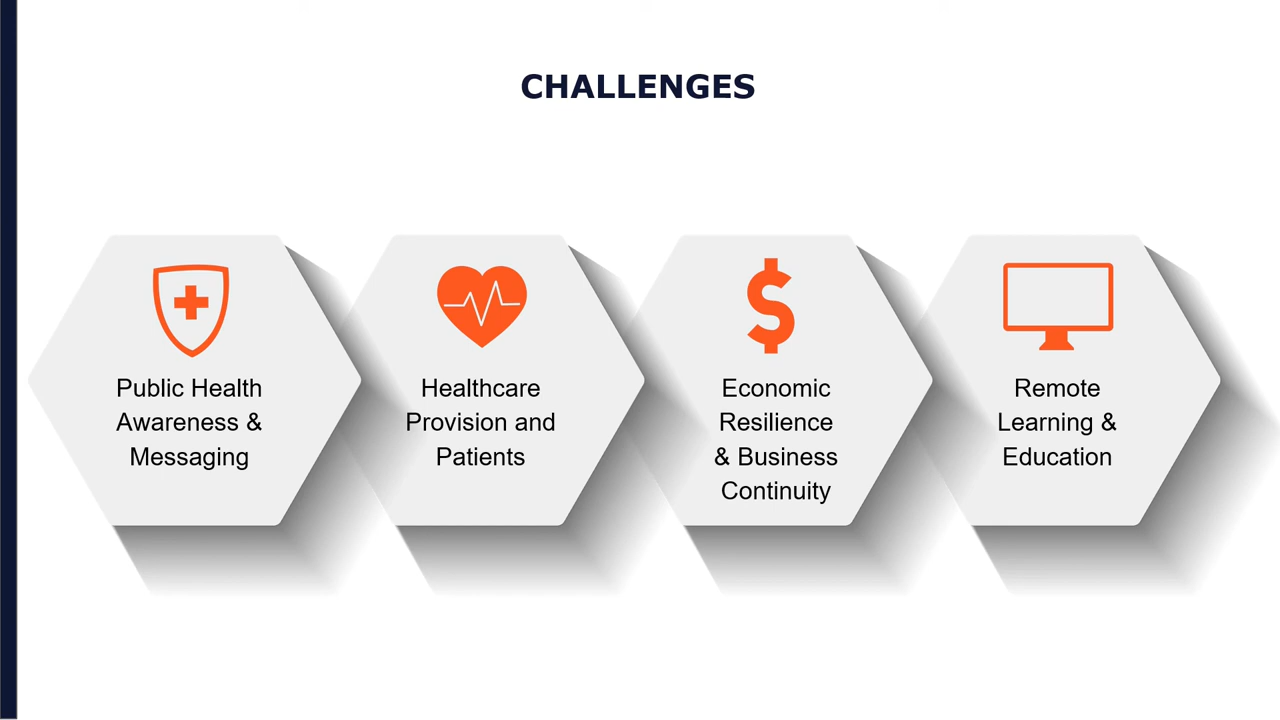 CHALLENGES
Public Health
Awareness &
Messaging
Healthcare
Provision and
Patients
Economic
Resilience
& Business
Continuity
Remote
Learning &
Education